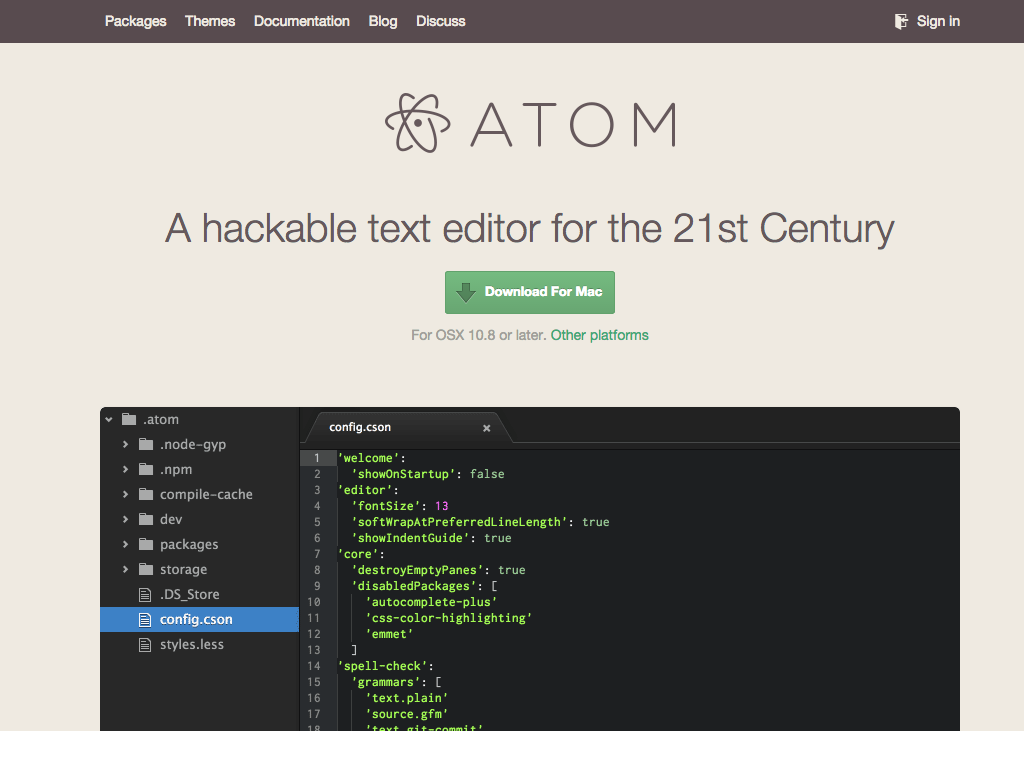 Packages Themes Documentation Blog Discuss Sign in
ATOM
A hackable text editor for the 21st Century
Download For Mac
For OSX 10.8 or later. Other platforms
.atom
.node-gyp
.npm
compile-cache
dev
packages
storage
.DS_Store
config.cson
styles.less
config.cson ×
1 'welcome':
2   'showOnStartup': false
3 'editor':
4   'fontSize': 13
5   'softWrapAtPreferredLineLength': true
6   'showIndentGuide': true
7 'core':
8   'destroyEmptyPanes': true
9   'disabledPackages': [
10     'autocomplete-plus'
11     'css-color-highlighting'
12     'emmet'
13   ]
14 'spell-check':
15   'grammars': [
16     'text.plain'
17     'source.gfm'
18     'text.git-commit'